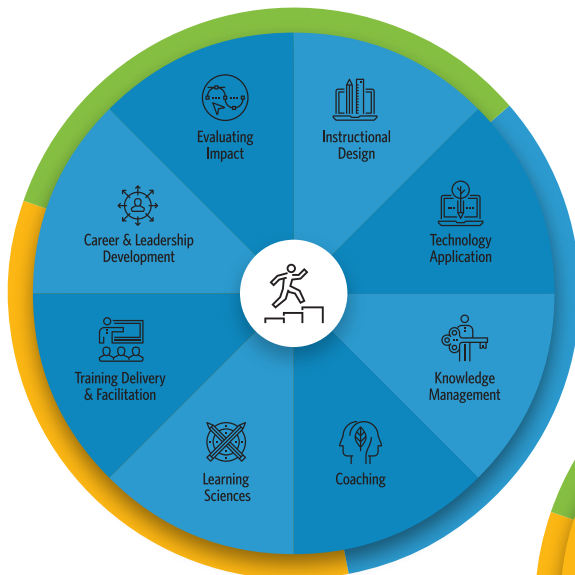 Evaluating
Impact
Instructional
Design
Technology
Application
Knowledge
Management
Coaching
Learning
Sciences
Training Delivery
& Facilitation
Career & Leadership
Development